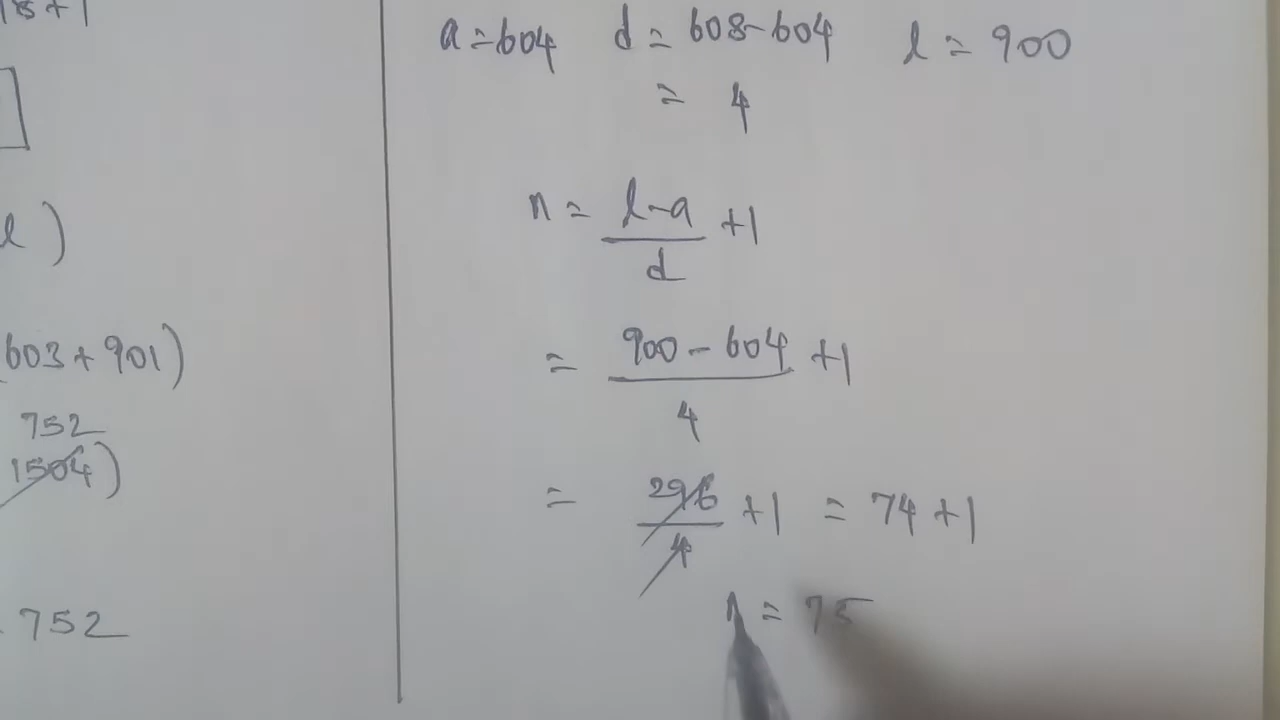 15+1
l)
(603 + 901)
752
1504)
. 752
a = 604 d = 608-604 l = 900
= 4
n = l-a / d +1
= 900 - 604 / 4 +1
= 296 / 4 +1 = 74 +1
n = 75